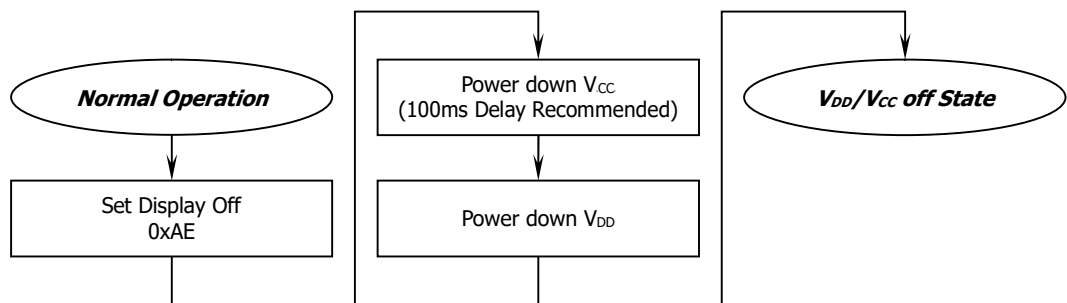 Normal Operation
Set Display Off
0xAE
Power down VCC
(100ms Delay Recommended)
Power down VDD
VDD/VCC off State